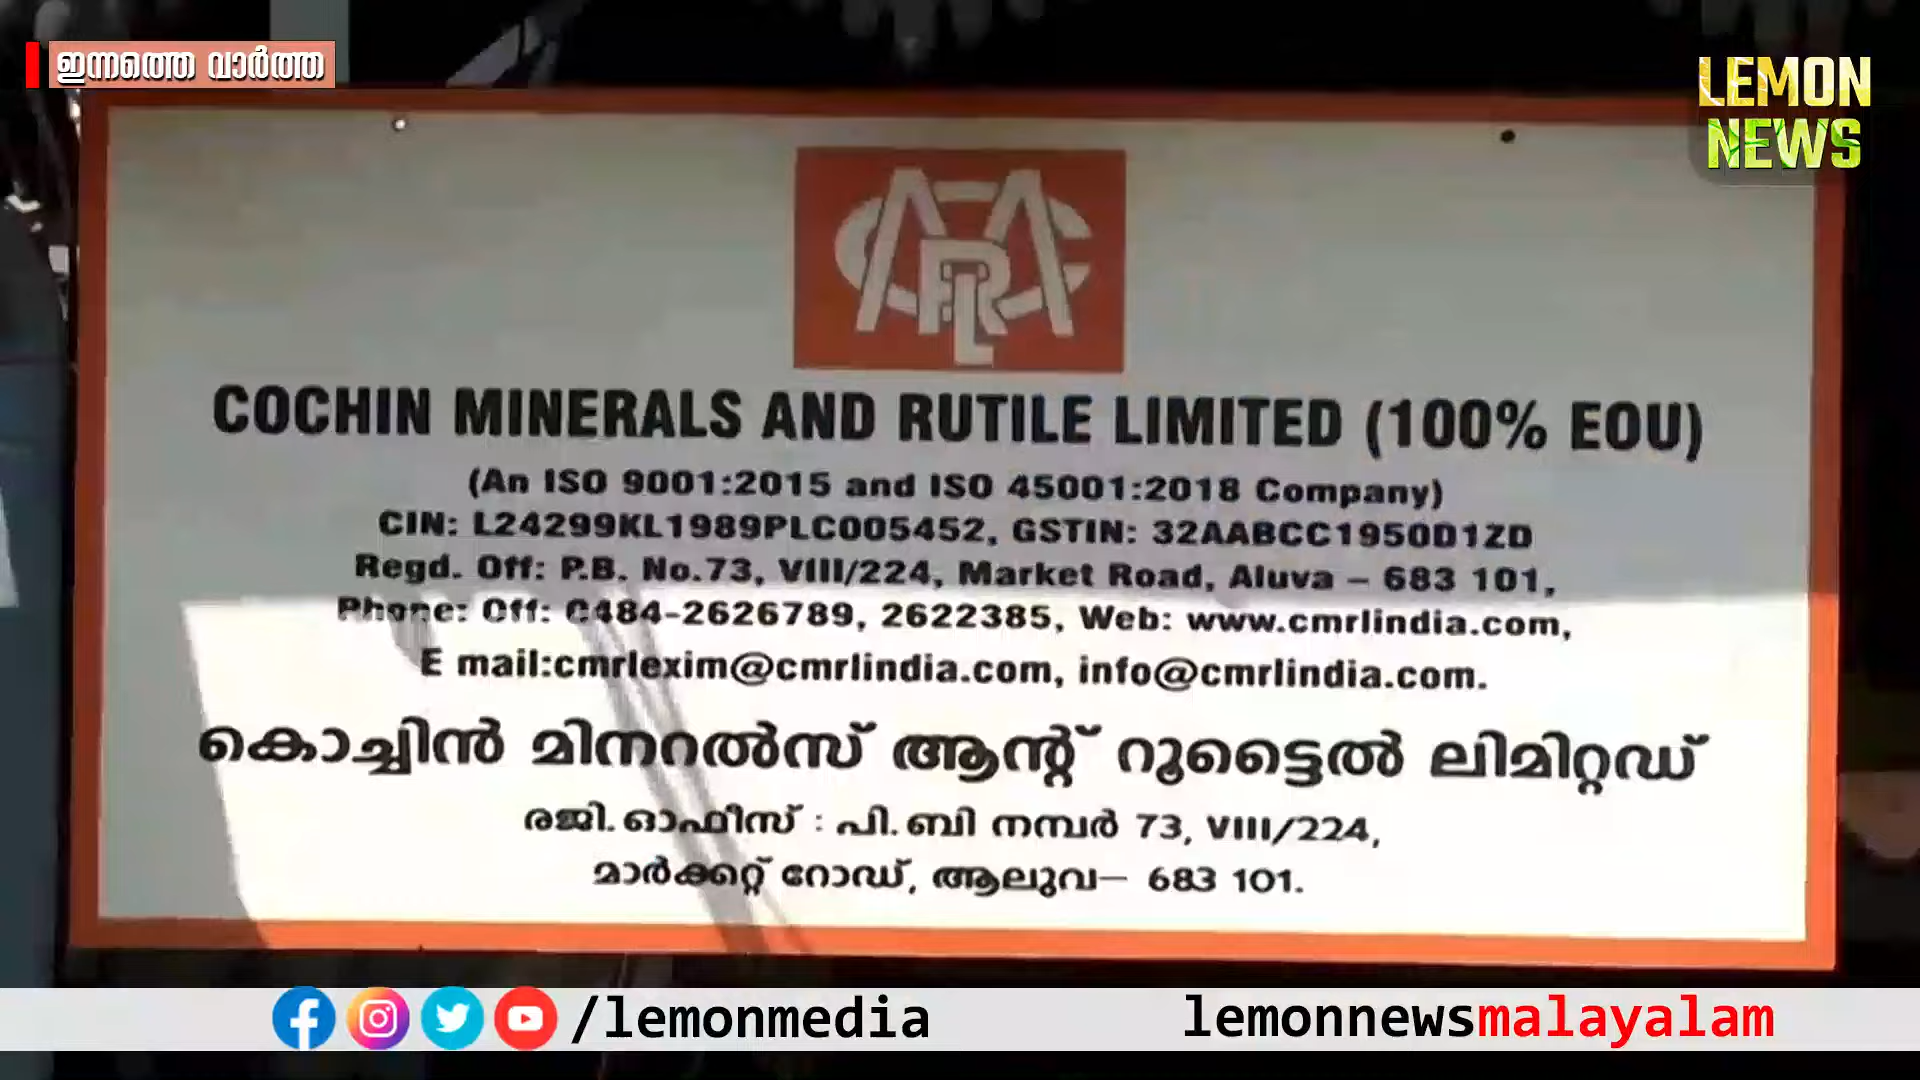 ഇന്നത്തെ വാർത്ത
LEMON
NEWS
CMRL
COCHIN MINERALS AND RUTILE LIMITED (100% EOU)
(An ISO 9001:2015 and ISO 45001:2018 Company)
CIN: L24299KL1989PLC005452, GSTIN: 32AABCC1950D1ZD
Regd. Off: P.B. No.73, VIII/224, Market Road, Aluva – 683 101,
Phone: Off: 0484-2626789, 2622385, Web: www.cmrlindia.com,
E mail:cmrlexim@cmrlindia.com, info@cmrlindia.com.
കൊച്ചിൻ മിനറൽസ് ആന്റ് റൂട്ടൈൽ ലിമിറ്റഡ്
രജി. ഓഫീസ് : പി. ബി നമ്പർ 73, VIII/224,
മാർക്കറ്റ് റോഡ്, ആലുവ– 683 101.
/lemonmedia
lemonnewsmalayalam